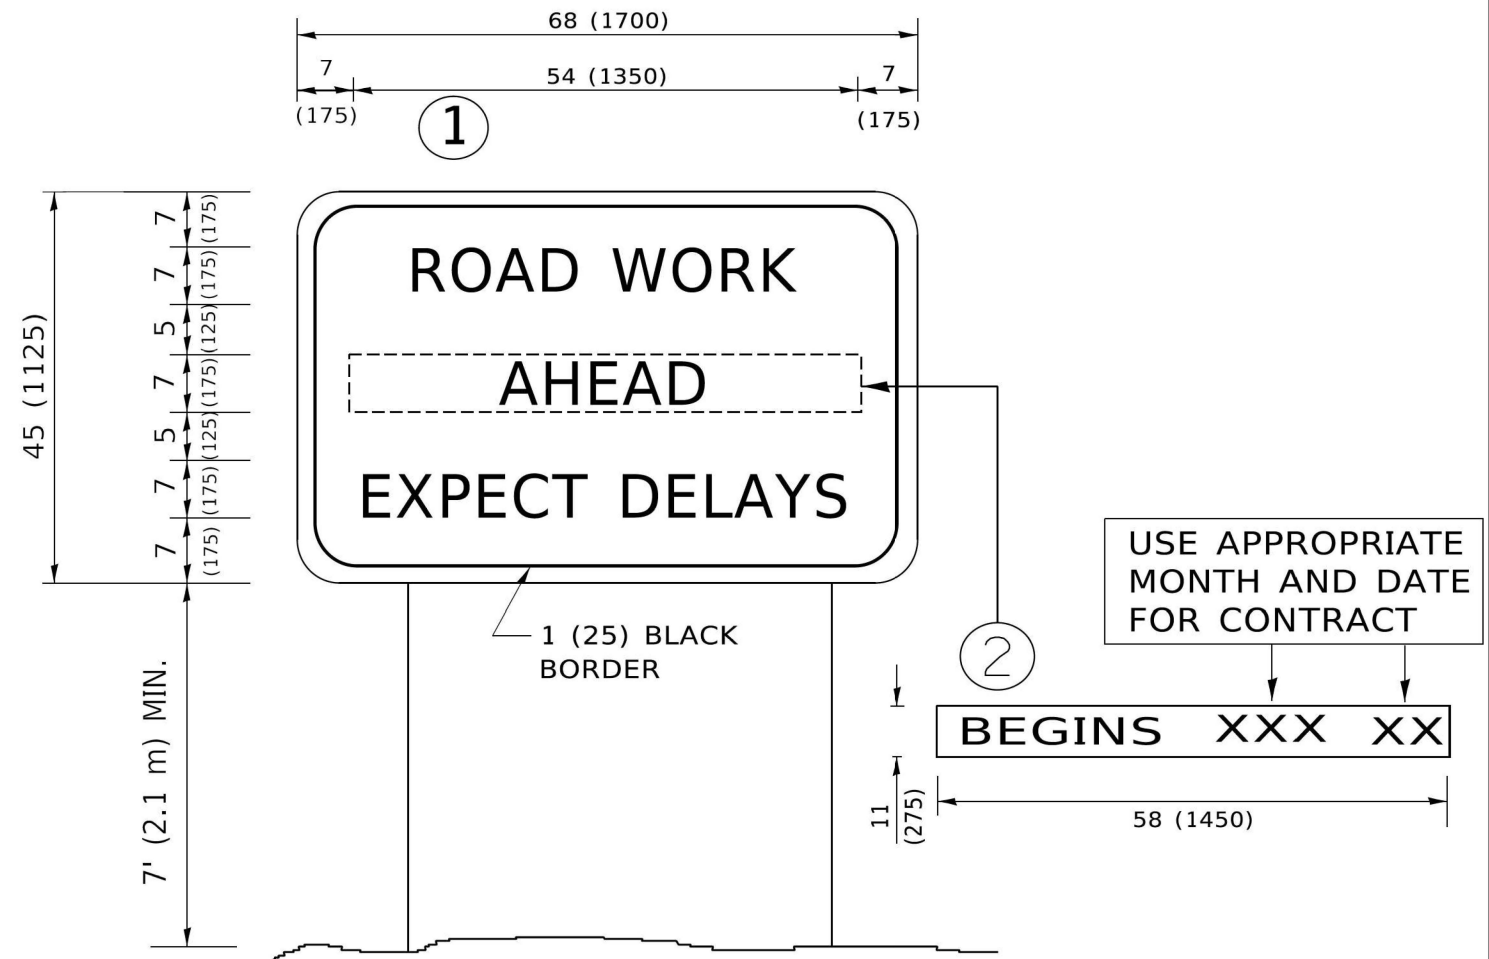 68 (1700)
7
54 (1350)
7
(175)
(175)
1
7
(175)
7
(175)
5
(125)
7
(175)
5
(125)
7
(175)
7
(175)
45 (1125)
ROAD WORK
AHEAD
EXPECT DELAYS
1 (25) BLACK
BORDER
7' (2.1 m) MIN.
2
USE APPROPRIATE
MONTH AND DATE
FOR CONTRACT
BEGINS XXX XX
11
(275)
58 (1450)